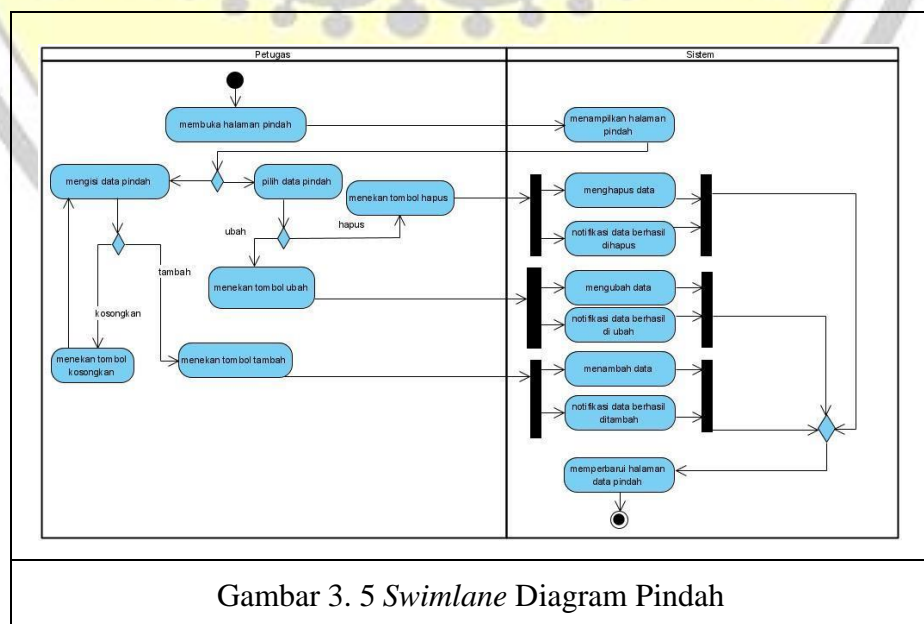 Petugas
Sistem
membuka halaman pindah
menampilkan halaman
pindah
mengisi data pindah
pilih data pindah
menekan tombol hapus
menghapus data
notifikasi data berhasil
dihapus
ubah
hapus
menekan tombol ubah
mengubah data
notifikasi data berhasil
di ubah
tambah
kosongkan
menekan tombol
kosongkan
menekan tombol tambah
menambah data
notifikasi data berhasil
ditambah
memperbarui halaman
data pindah
Gambar 3. 5 Swimlane Diagram Pindah